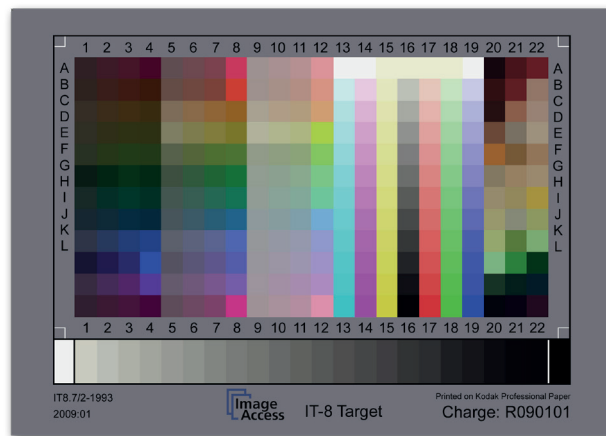 1 2 3 4 5 6 7 8 9 10 11 12 13 14 15 16 17 18 19 20 21 22
A A
B B
C C
D D
E E
F F
G G
H H
I I
J J
K K
L L
1 2 3 4 5 6 7 8 9 10 11 12 13 14 15 16 17 18 19 20 21 22
IT8.7/2-1993 Printed on Kodak Professional Paper
2009:01 Image Access IT-8 Target Charge: R090101